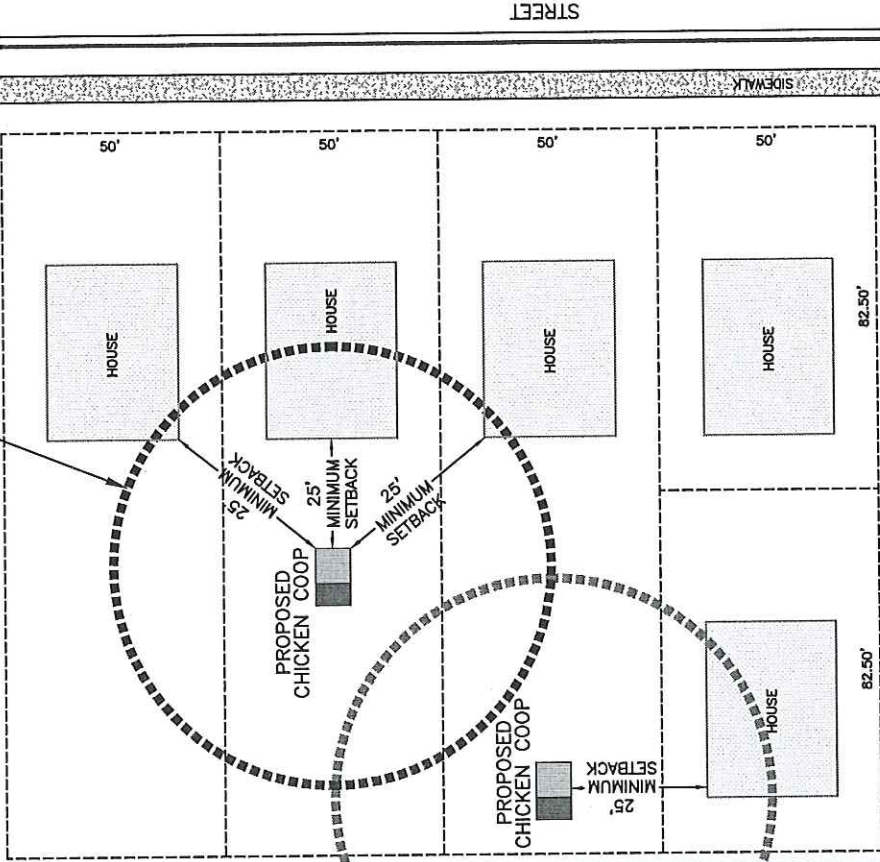 STREET
SIDEWALK
50'
50'
50'
50'
HOUSE
HOUSE
HOUSE
HOUSE
82.50'
25'
MINIMUM
SETBACK
25'
MINIMUM
SETBACK
25'
MINIMUM
SETBACK
PROPOSED
CHICKEN COOP
82.50'
HOUSE
PROPOSED
CHICKEN COOP
25'
MINIMUM
SETBACK